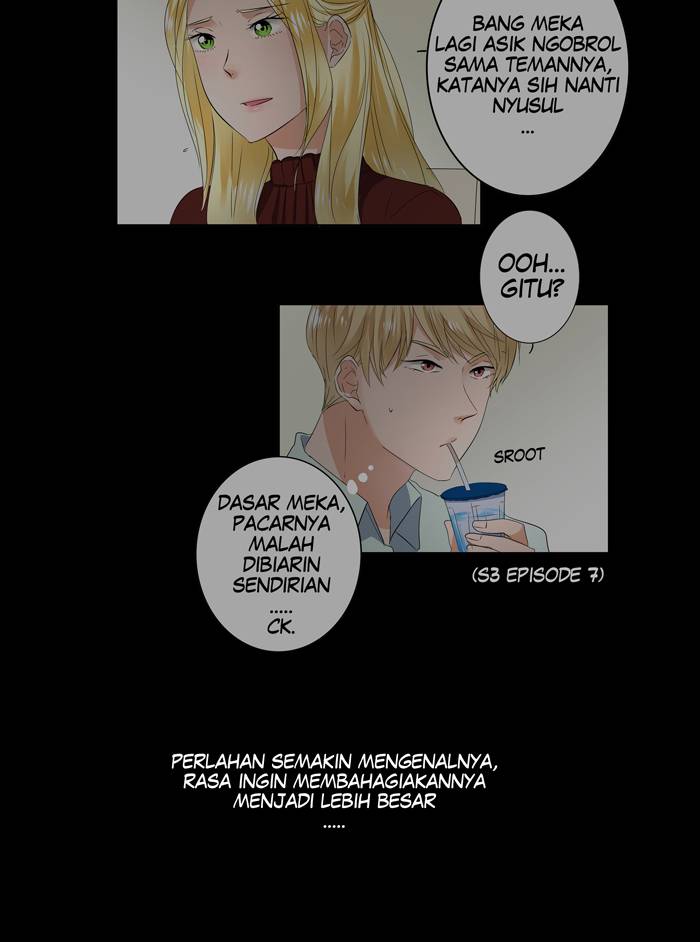 BANG MEKA
LAGI ASIK NGOBROL
SAMA TEMANNYA,
KATANYA SIH NANTI
NYUSUL
...
OOH...
GITU?
SROOT
DASAR MEKA,
PACARNYA
MALAH
DIBIARIN
SENDIRIAN
.....
CK.
(S3 EPISODE 7)
PERLAHAN SEMAKIN MENGENALNYA,
RASA INGIN MEMBAHAGIAKANNYA
MENJADI LEBIH BESAR
.....